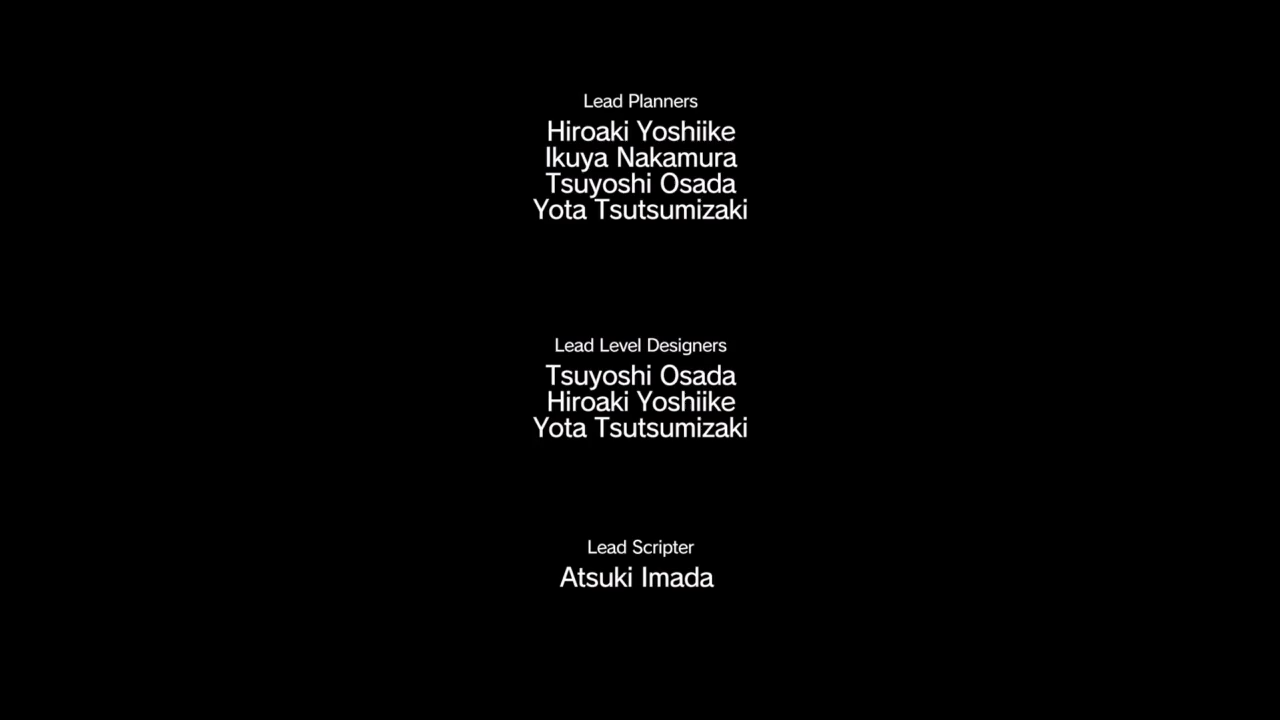 Lead Planners
Hiroaki Yoshiike
Ikuya Nakamura
Tsuyoshi Osada
Yota Tsutsumizaki
Lead Level Designers
Tsuyoshi Osada
Hiroaki Yoshiike
Yota Tsutsumizaki
Lead Scripter
Atsuki Imada